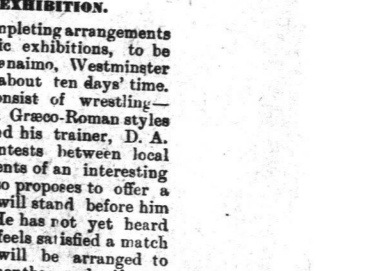 EXHIBITION.
mpleting arrangements
ic exhibitions, to be
anaimo, Westminster
about ten days' time.
onsist of wrestling—
Græco-Roman styles
d his trainer, D. A.
ntests between local
ents of an interesting
o proposes to offer a
will stand before him
He has not yet heard
feels satisfied a match
will be arranged to